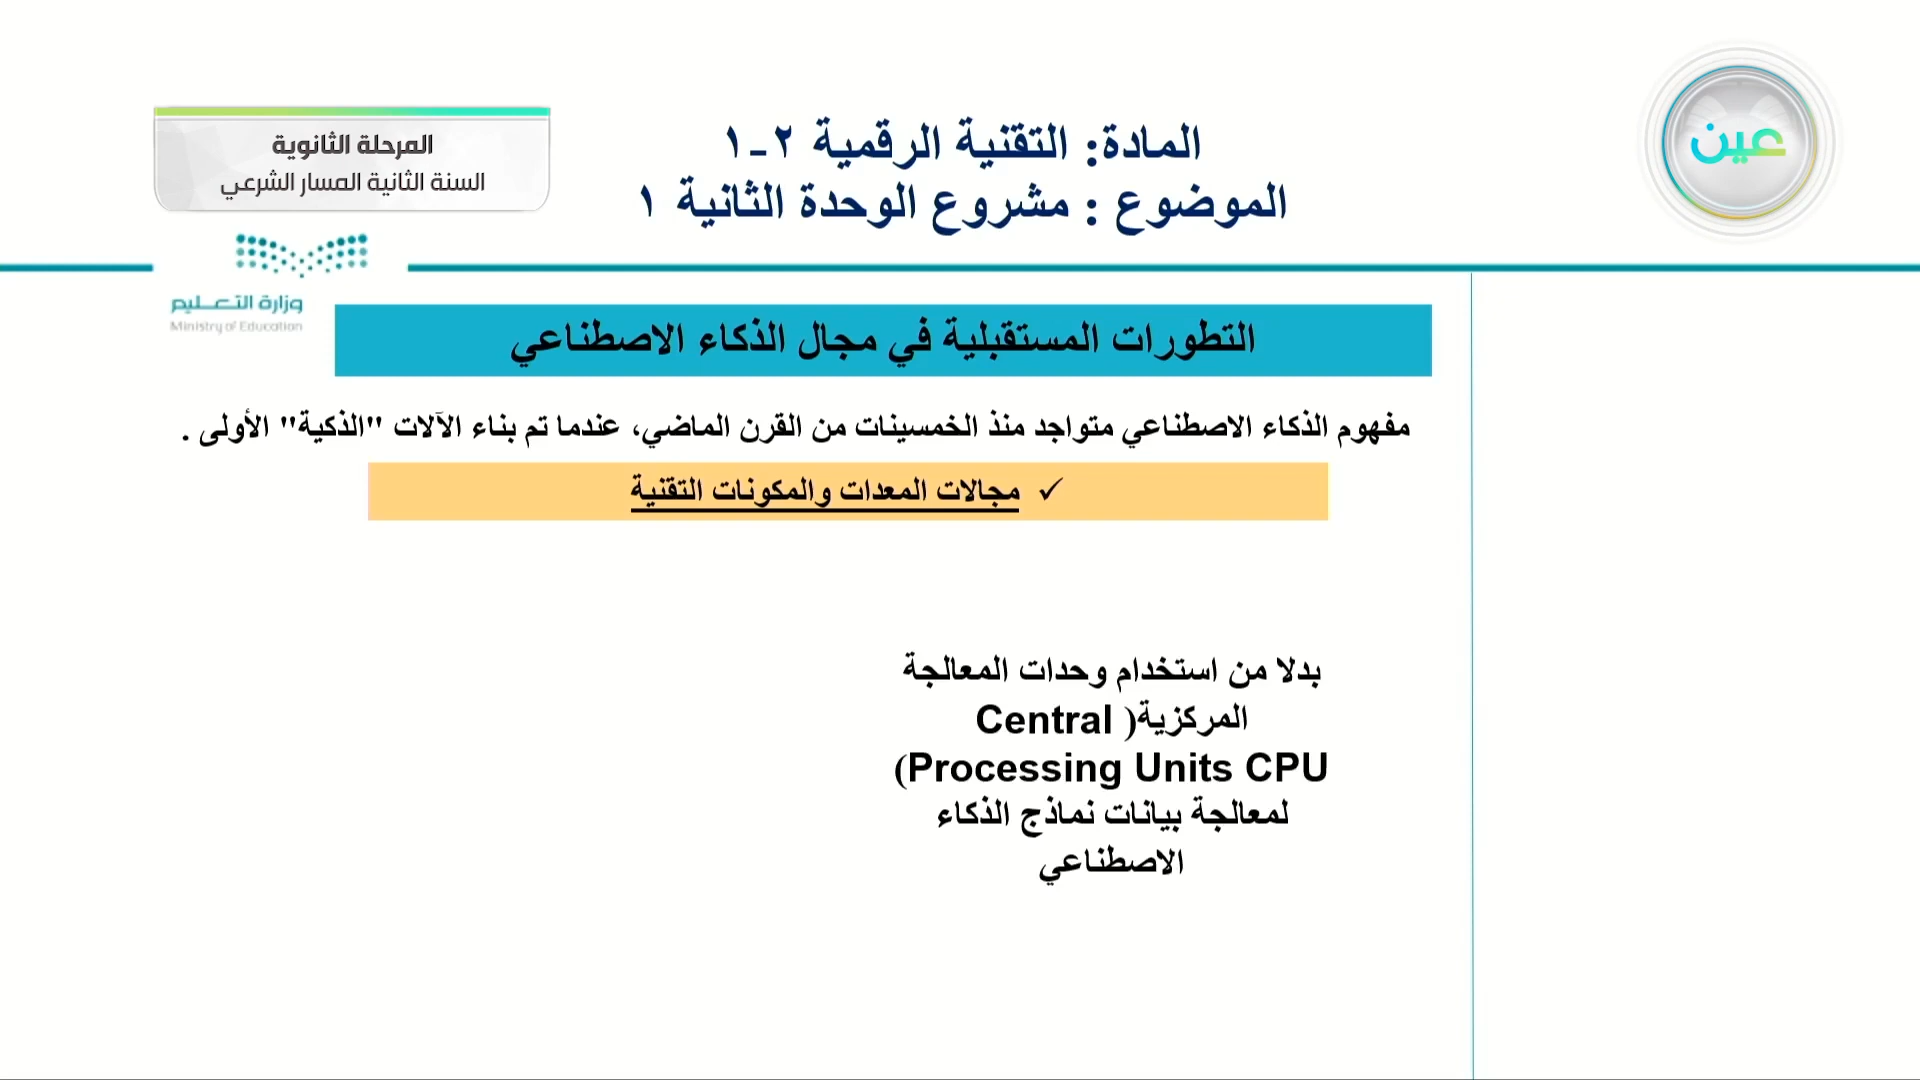 المرحلة الثانوية
السنة الثانية المسار الشرعي
المادة: التقنية الرقمية ٢-١
الموضوع : مشروع الوحدة الثانية ١
عين
وزارة التعليم
Ministry of Education
التطورات المستقبلية في مجال الذكاء الاصطناعي
مفهوم الذكاء الاصطناعي متواجد منذ الخمسينات من القرن الماضي، عندما تم بناء الآلات "الذكية" الأولى .
✓ مجالات المعدات والمكونات التقنية
بدلا من استخدام وحدات المعالجة
المركزية( Central
Processing Units CPU)
لمعالجة بيانات نماذج الذكاء
الاصطناعي